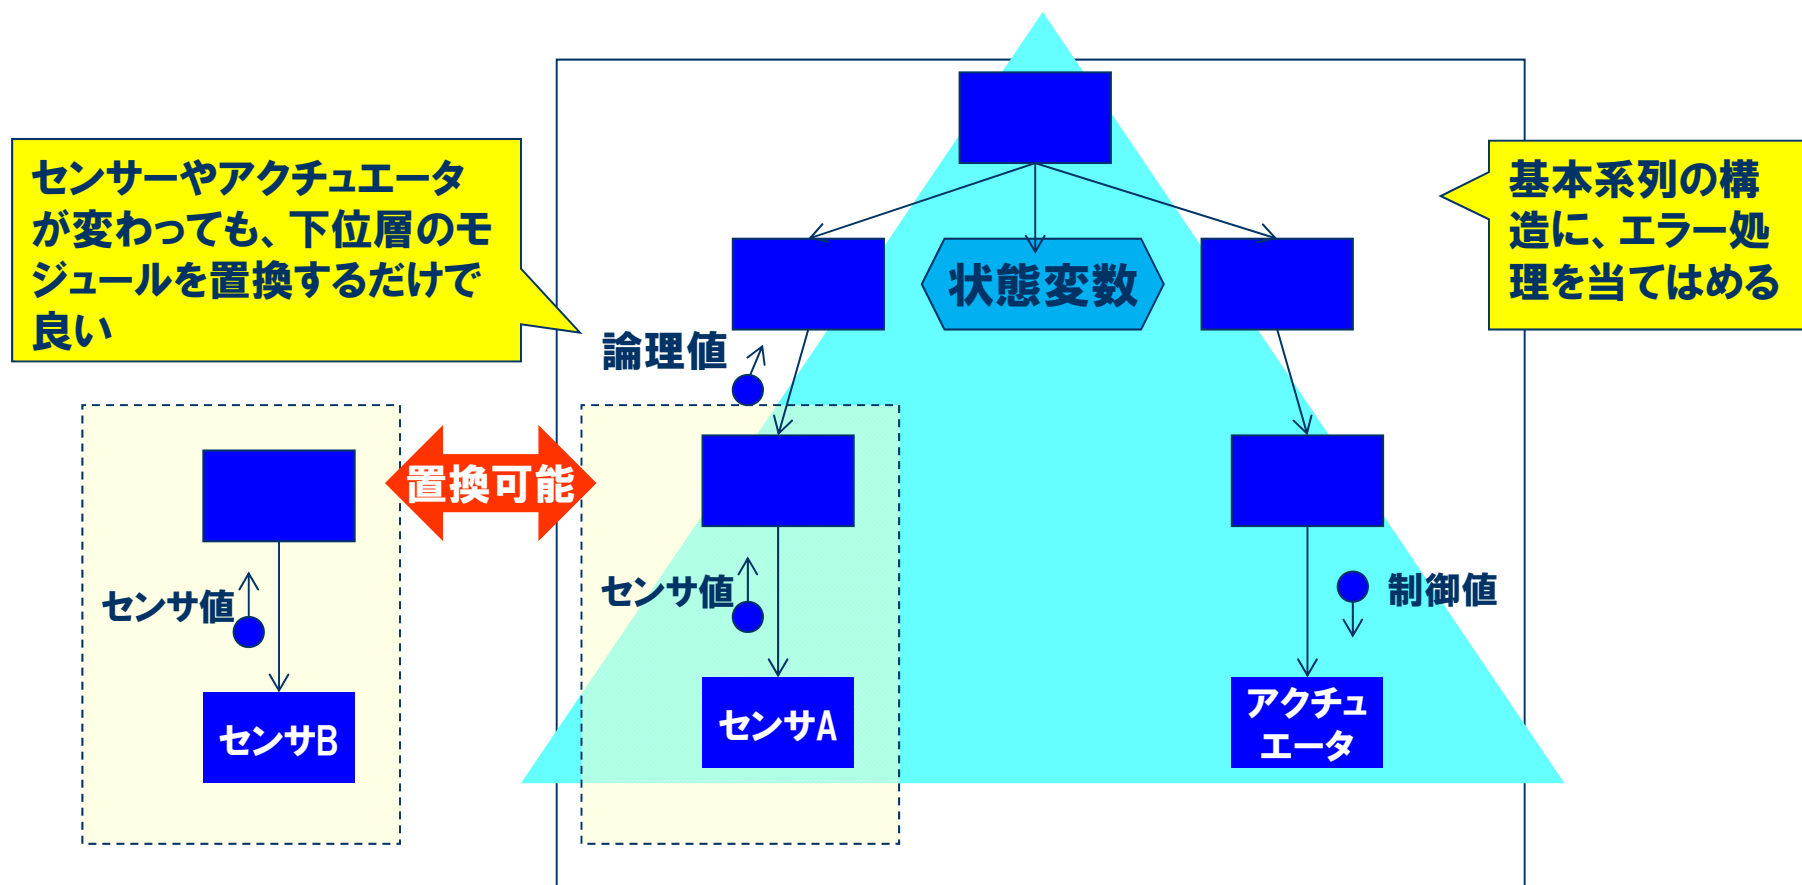 センサーやアクチュエータ
が変わっても、下位層のモ
ジュールを置換するだけで
良い
基本系列の構
造に、エラー処
理を当てはめる
状態変数
論理値
置換可能
センサ値
センサ値
制御値
センサB
センサA
アクチュ
エータ